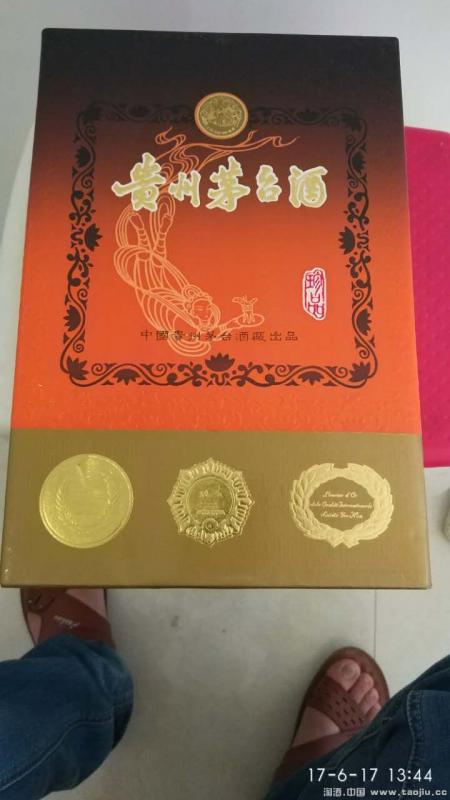 貴州茅台酒
珍品
中國貴州茅台酒廠出品
17-6-17 13:44
淘酒.中国 www.taojiu.cc